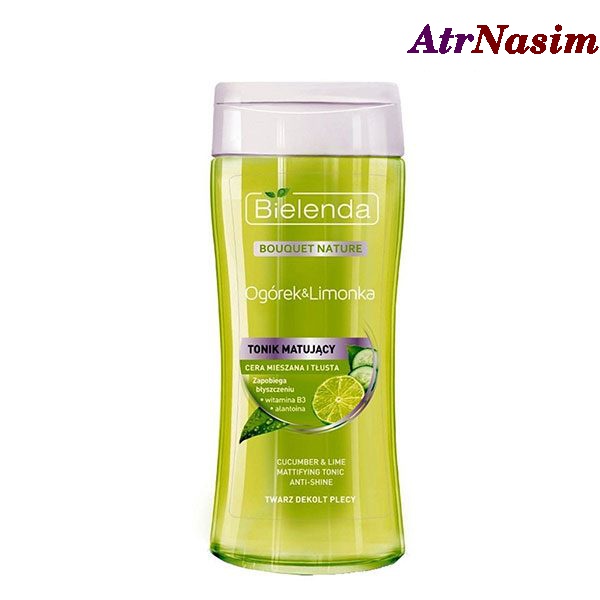 AtrNasim
Bielenda
BOUQUET NATURE
Ogórek&Limonka
TONIK MATUJĄCY
CERA MIESZANA I TŁUSTA
Zapobiega
błyszczeniu
• witamina B3
• alantoina
CUCUMBER & LIME
MATTIFYING TONIC
ANTI-SHINE
TWARZ DEKOLT PLECY